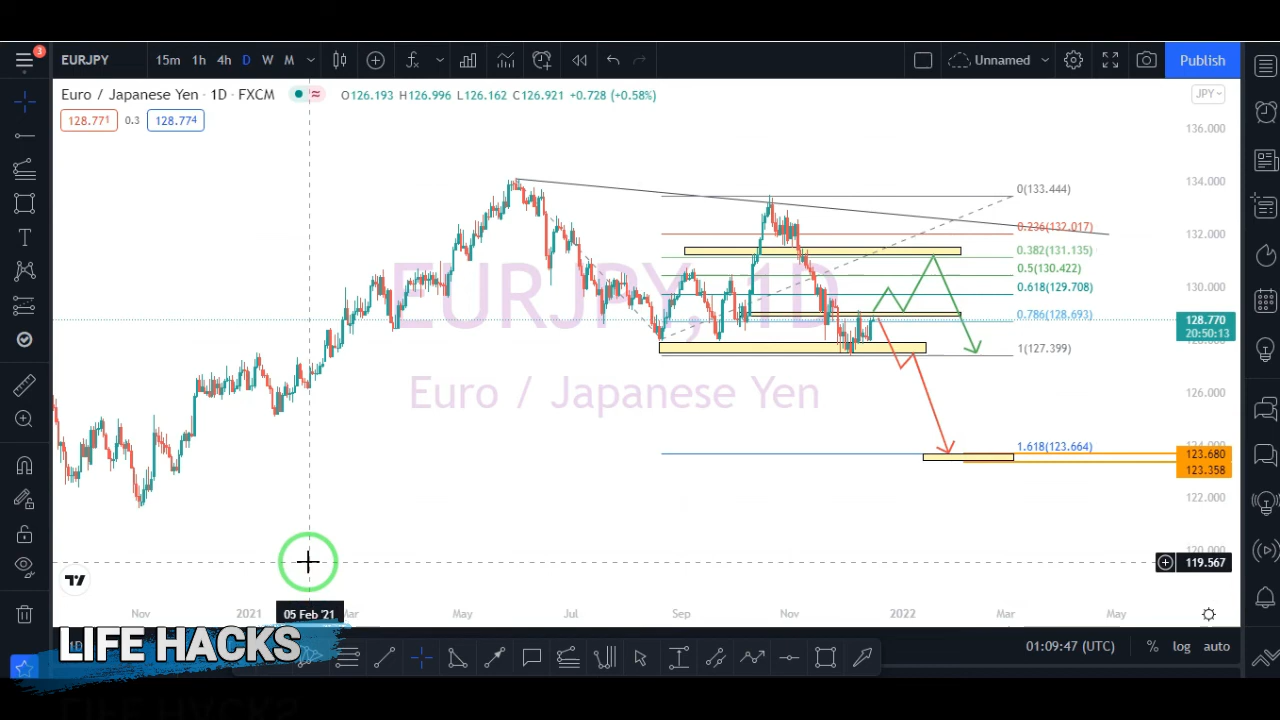 3
EURJPY
15m 1h 4h D W M
Unnamed
Publish
Euro / Japanese Yen · 1D · FXCM
O126.193 H126.996 L126.162 C126.921 +0.728 (+0.58%)
JPY
128.771 0.3 128.774
136.000
134.000
132.000
130.000
128.770
20:50:13
126.000
123.680
123.358
122.000
120.000
119.567
0(133.444)
0.236(132.017)
0.382(131.135)
0.5(130.422)
0.618(129.708)
0.786(128.693)
1(127.399)
1.618(123.664)
EURJPY, 1D
Euro / Japanese Yen
Nov 2021 05 Feb '21 Mar May Jul Sep Nov 2022 Mar May
LIFE HACKS
01:09:47 (UTC) % log auto